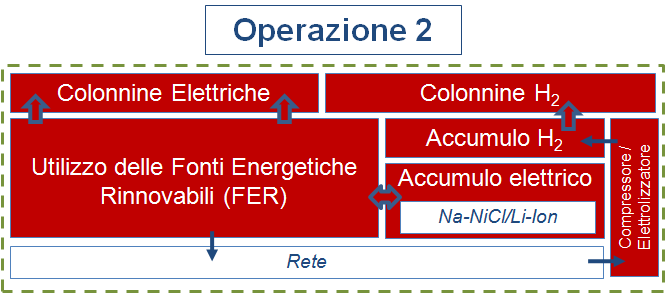 Operazione 2
Colonnine Elettriche
Colonnine H₂
Utilizzo delle Fonti Energetiche
Rinnovabili (FER)
Accumulo H₂
Accumulo elettrico
Na-NiCl/Li-Ion
Compressore /
Elettrolizzatore
Rete